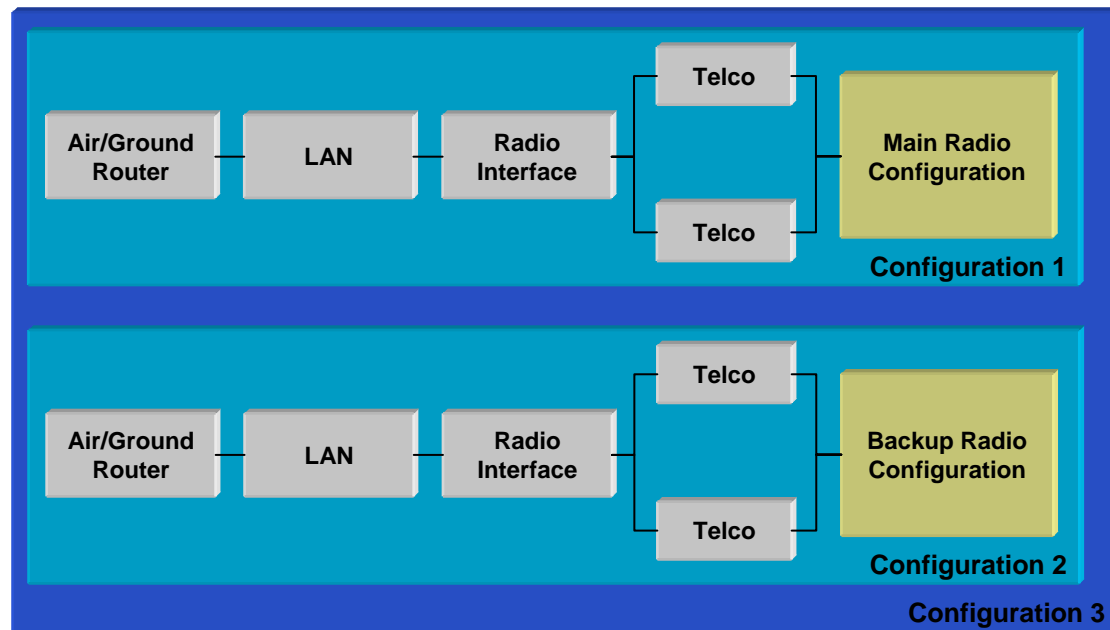 Telco
Air/Ground
Router
LAN
Radio
Interface
Main Radio
Configuration
Telco
Configuration 1
Telco
Air/Ground
Router
LAN
Radio
Interface
Backup Radio
Configuration
Telco
Configuration 2
Configuration 3